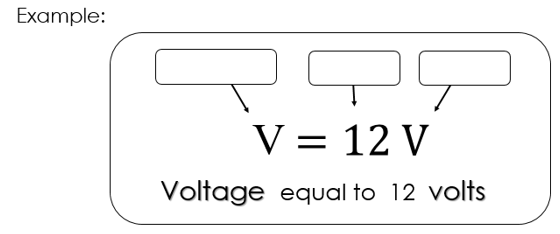 Example:
V = 12 V
Voltage equal to 12 volts